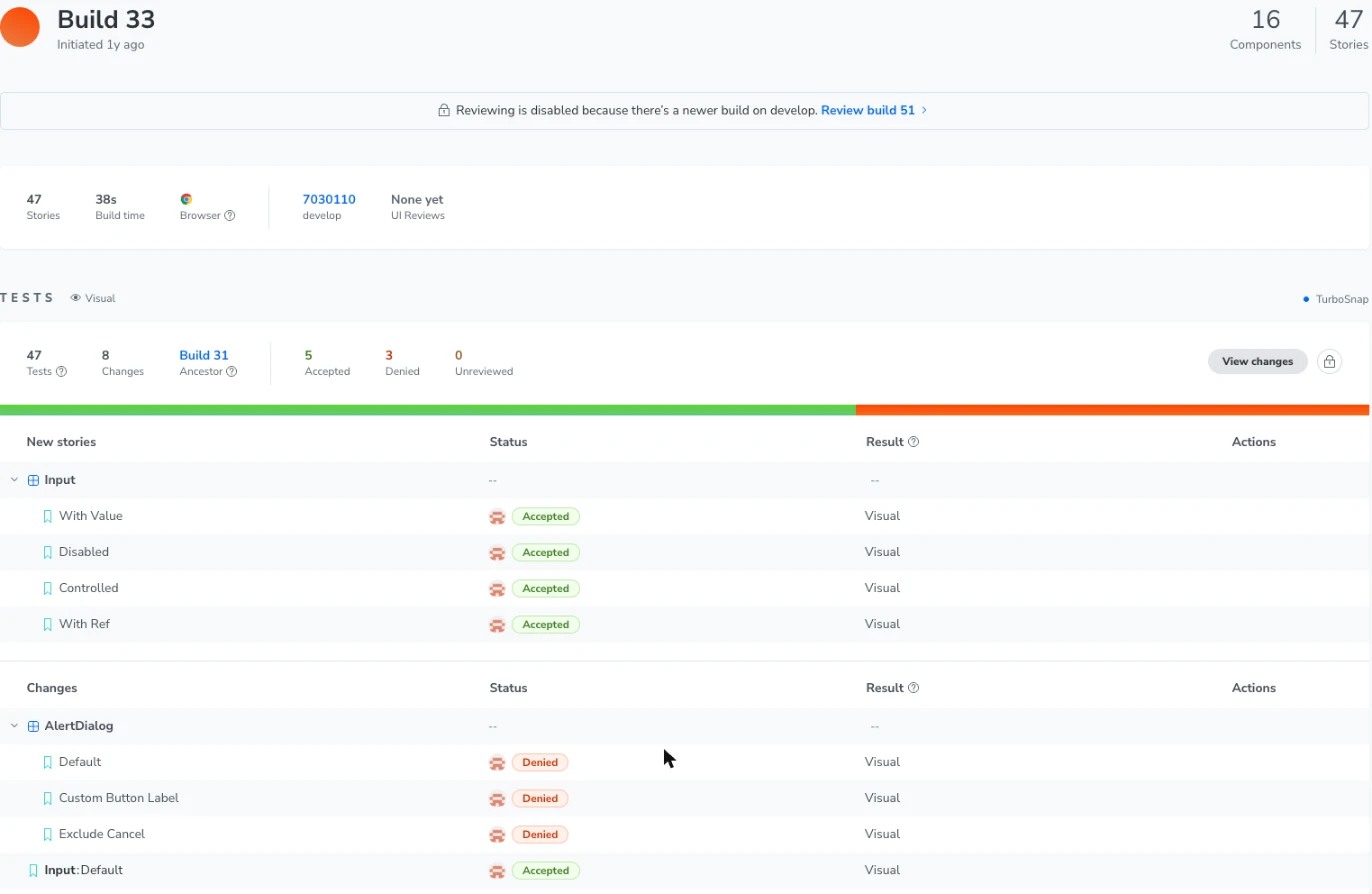 Build 33
Initiated 1y ago
16
Components
47
Stories
Reviewing is disabled because there's a newer build on develop. Review build 51
47
Stories
38s
Build time
Browser
7030110
develop
None yet
UI Reviews
TESTS Visual
TurboSnap
47
Tests
8
Changes
Build 31
Ancestor
5
Accepted
3
Denied
0
Unreviewed
View changes
New stories Status Result Actions
Input -- --
With Value Accepted Visual
Disabled Accepted Visual
Controlled Accepted Visual
With Ref Accepted Visual
Changes Status Result Actions
AlertDialog -- --
Default Denied Visual
Custom Button Label Denied Visual
Exclude Cancel Denied Visual
Input:Default Accepted Visual